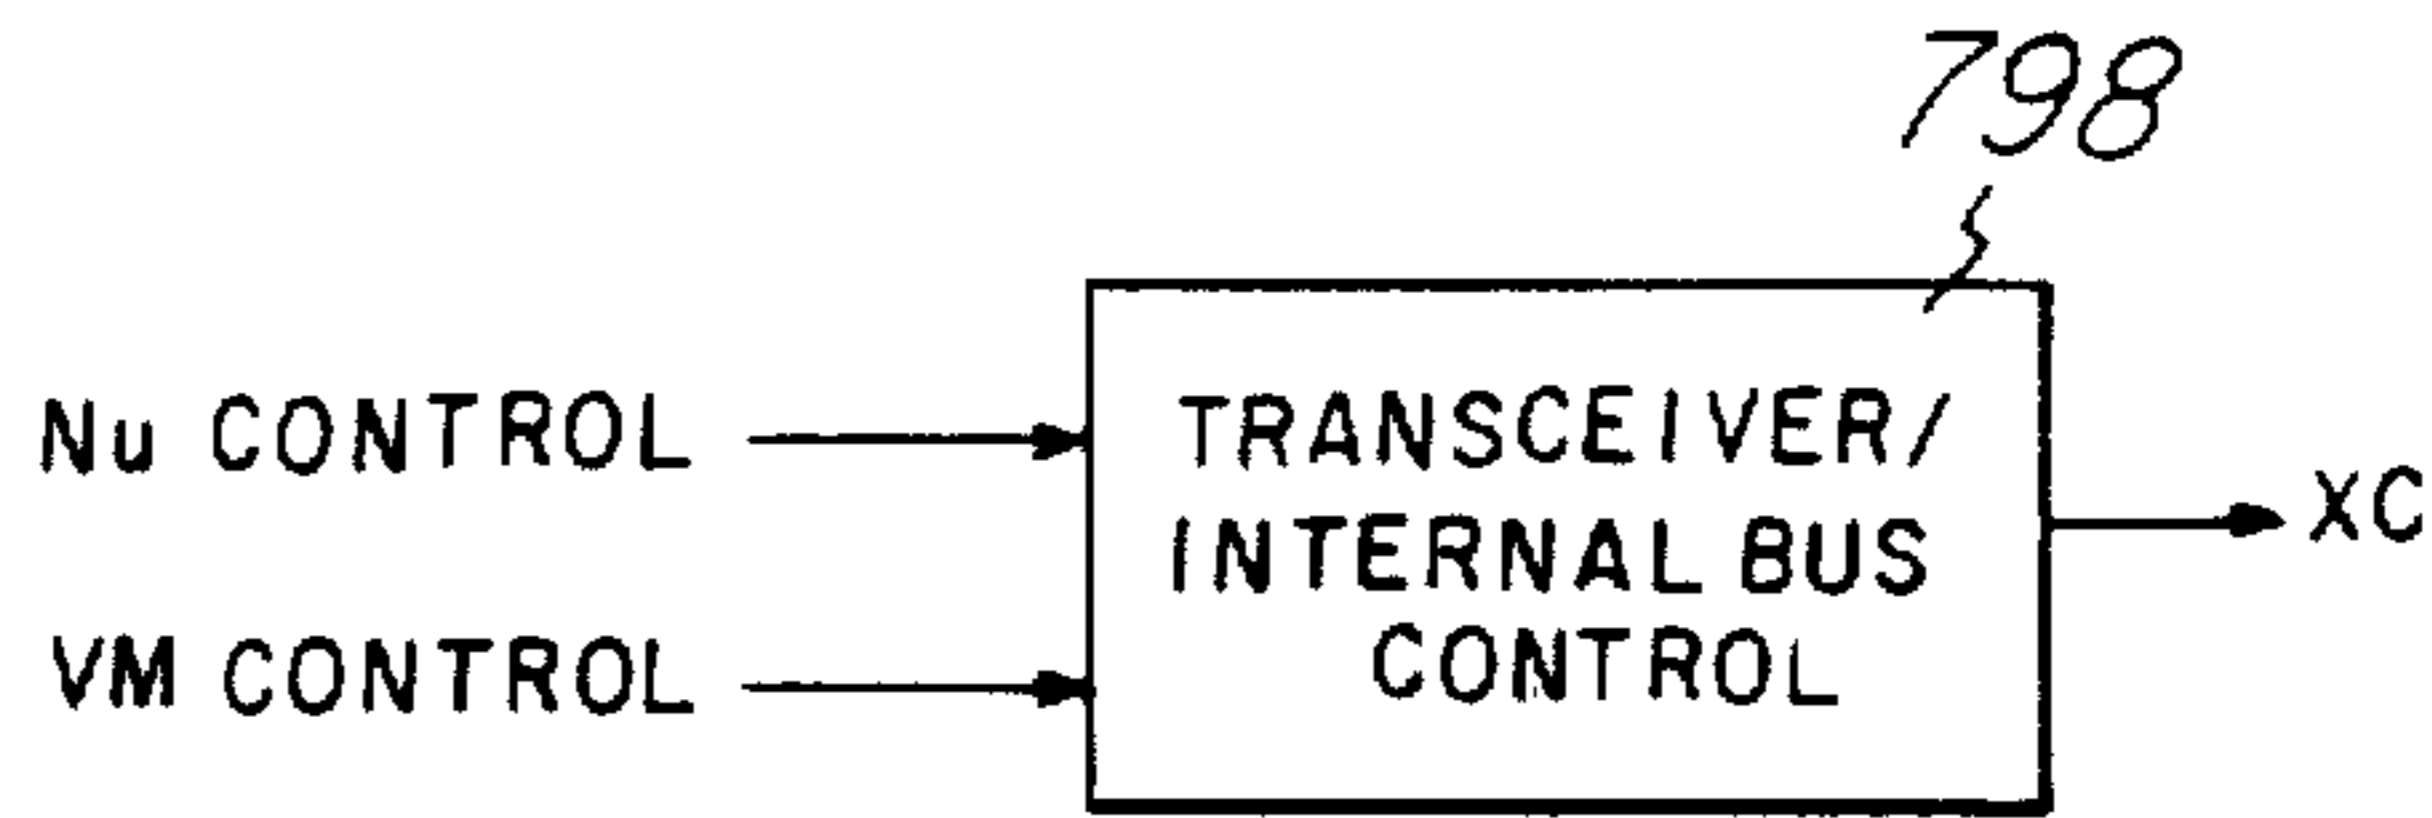 798
Nu CONTROL
TRANSCEIVER/
INTERNAL BUS
CONTROL
XC
VM CONTROL